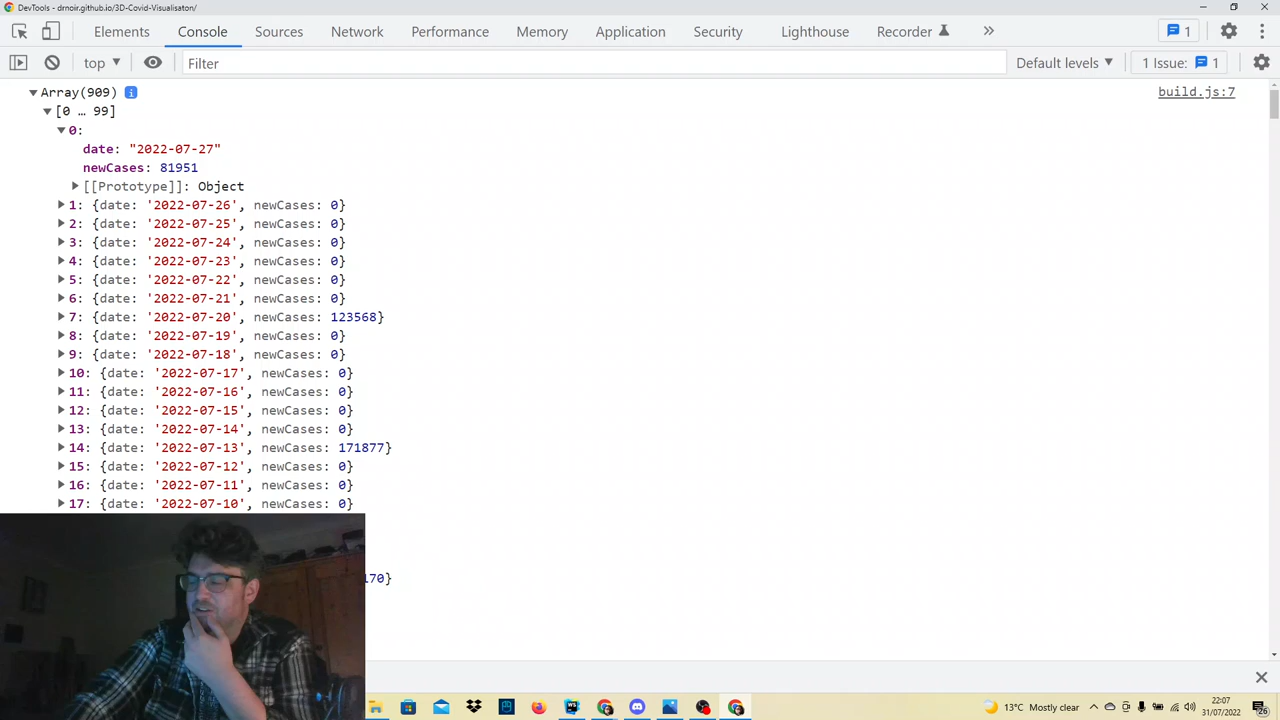 DevTools - drnoir.github.io/3D-Covid-Visualisaton/
Elements Console Sources Network Performance Memory Application Security Lighthouse Recorder 1
top Filter Default levels 1 Issue: 1
Array(909) i build.js:7
[0 … 99]
0:
date: "2022-07-27"
newCases: 81951
[[Prototype]]: Object
1: {date: '2022-07-26', newCases: 0}
2: {date: '2022-07-25', newCases: 0}
3: {date: '2022-07-24', newCases: 0}
4: {date: '2022-07-23', newCases: 0}
5: {date: '2022-07-22', newCases: 0}
6: {date: '2022-07-21', newCases: 0}
7: {date: '2022-07-20', newCases: 123568}
8: {date: '2022-07-19', newCases: 0}
9: {date: '2022-07-18', newCases: 0}
10: {date: '2022-07-17', newCases: 0}
11: {date: '2022-07-16', newCases: 0}
12: {date: '2022-07-15', newCases: 0}
13: {date: '2022-07-14', newCases: 0}
14: {date: '2022-07-13', newCases: 171877}
15: {date: '2022-07-12', newCases: 0}
16: {date: '2022-07-11', newCases: 0}
17: {date: '2022-07-10', newCases: 0}
170}
13°C Mostly clear 22:07
31/07/2022 26